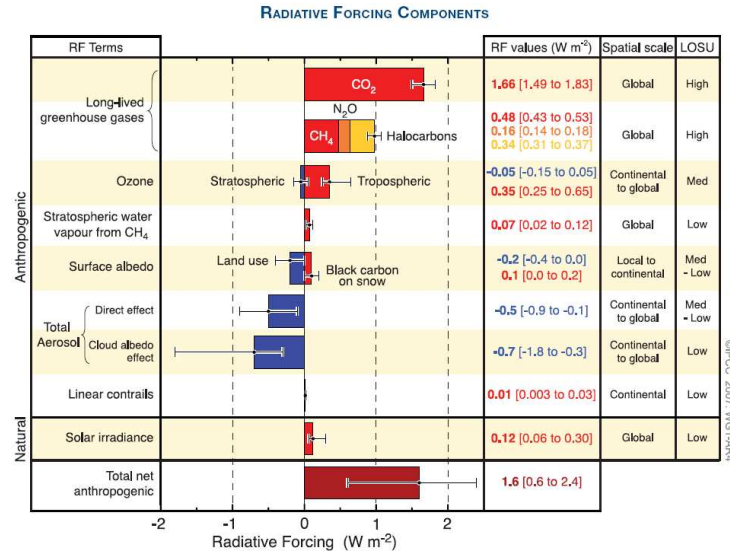 RADIATIVE FORCING COMPONENTS
RF Terms
RF values (W m⁻²)
Spatial scale
LOSU
Anthropogenic
Long-lived
greenhouse gases
CO₂
1.66 [1.49 to 1.83]
Global
High
N₂O
CH₄
Halocarbons
0.48 [0.43 to 0.53]
0.16 [0.14 to 0.18]
0.34 [0.31 to 0.37]
Global
High
Ozone
Stratospheric
Tropospheric
-0.05 [-0.15 to 0.05]
0.35 [0.25 to 0.65]
Continental
to global
Med
Stratospheric water
vapour from CH₄
0.07 [0.02 to 0.12]
Global
Low
Surface albedo
Land use
Black carbon
on snow
-0.2 [-0.4 to 0.0]
0.1 [0.0 to 0.2]
Local to
continental
Med
- Low
Total
Aerosol
Direct effect
-0.5 [-0.9 to -0.1]
Continental
to global
Med
- Low
Cloud albedo
effect
-0.7 [-1.8 to -0.3]
Continental
to global
Low
Linear contrails
0.01 [0.003 to 0.03]
Continental
Low
Natural
Solar irradiance
0.12 [0.06 to 0.30]
Global
Low
Total net
anthropogenic
1.6 [0.6 to 2.4]
-2 -1 0 1 2
Radiative Forcing (W m⁻²)